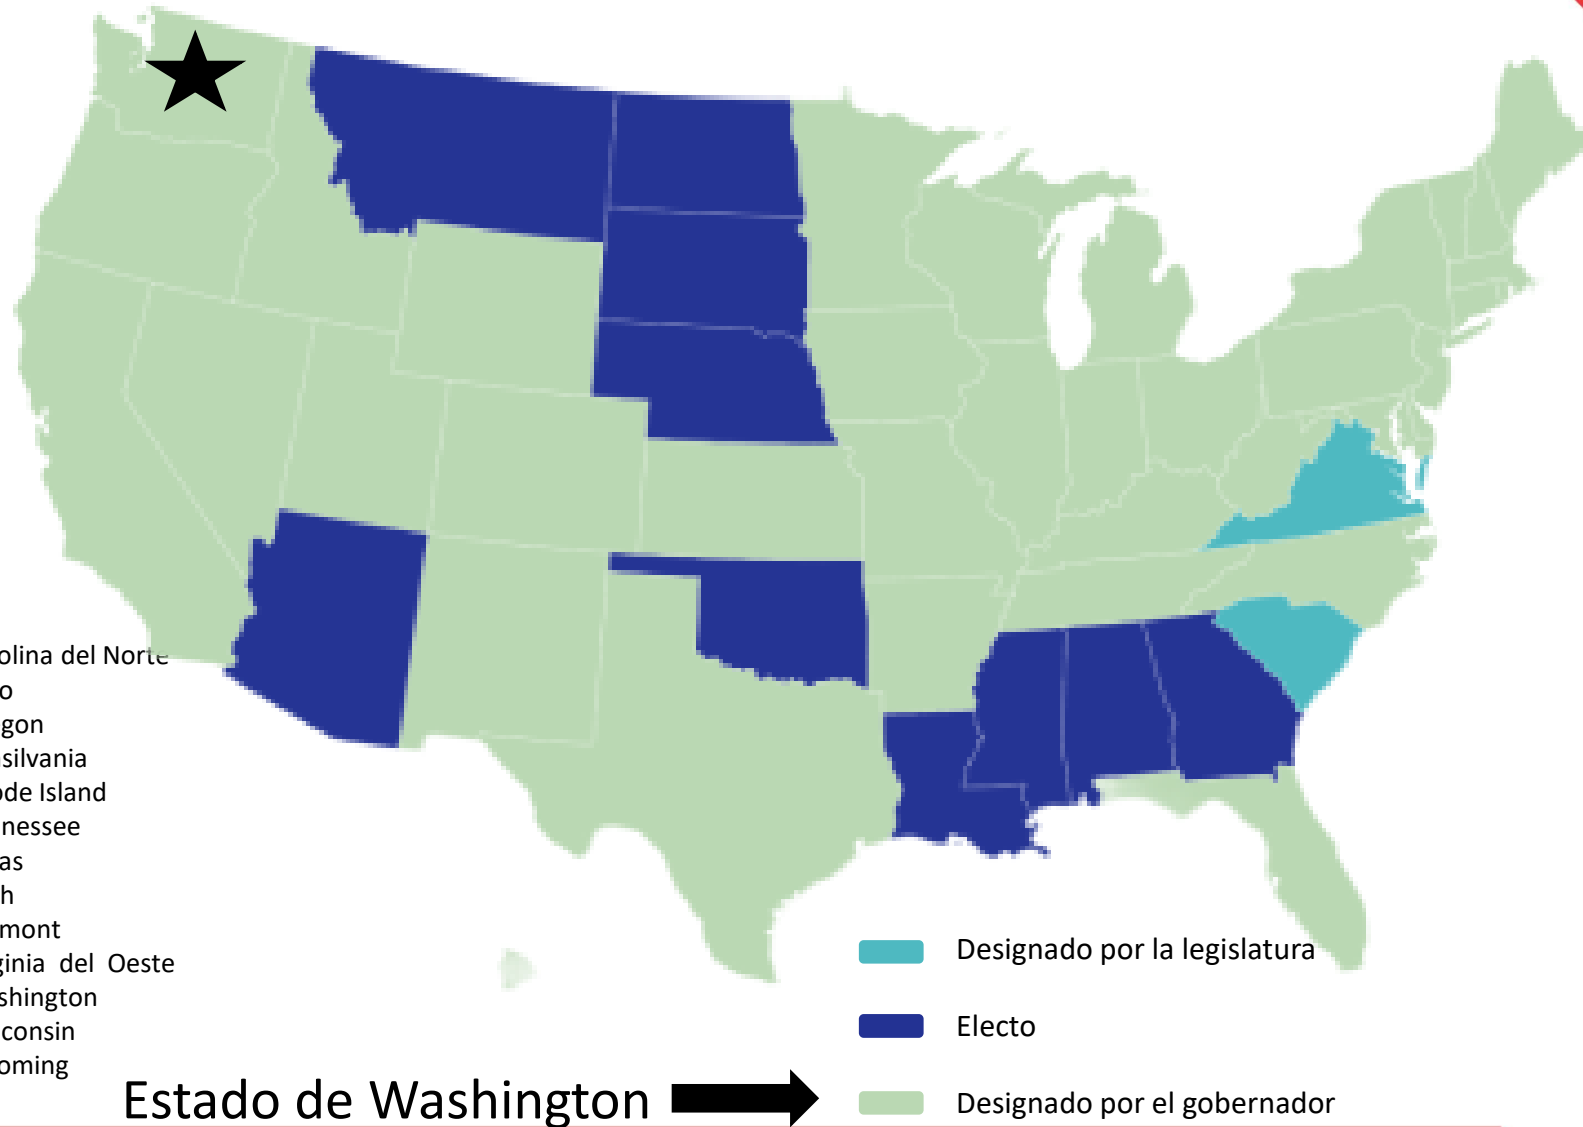 olina del Norte
o
gon
silvania
ode Island
nessee
as
h
mont
ginia del Oeste
shington
consin
oming
Designado por la legislatura
Electo
Estado de Washington
Designado por el gobernador